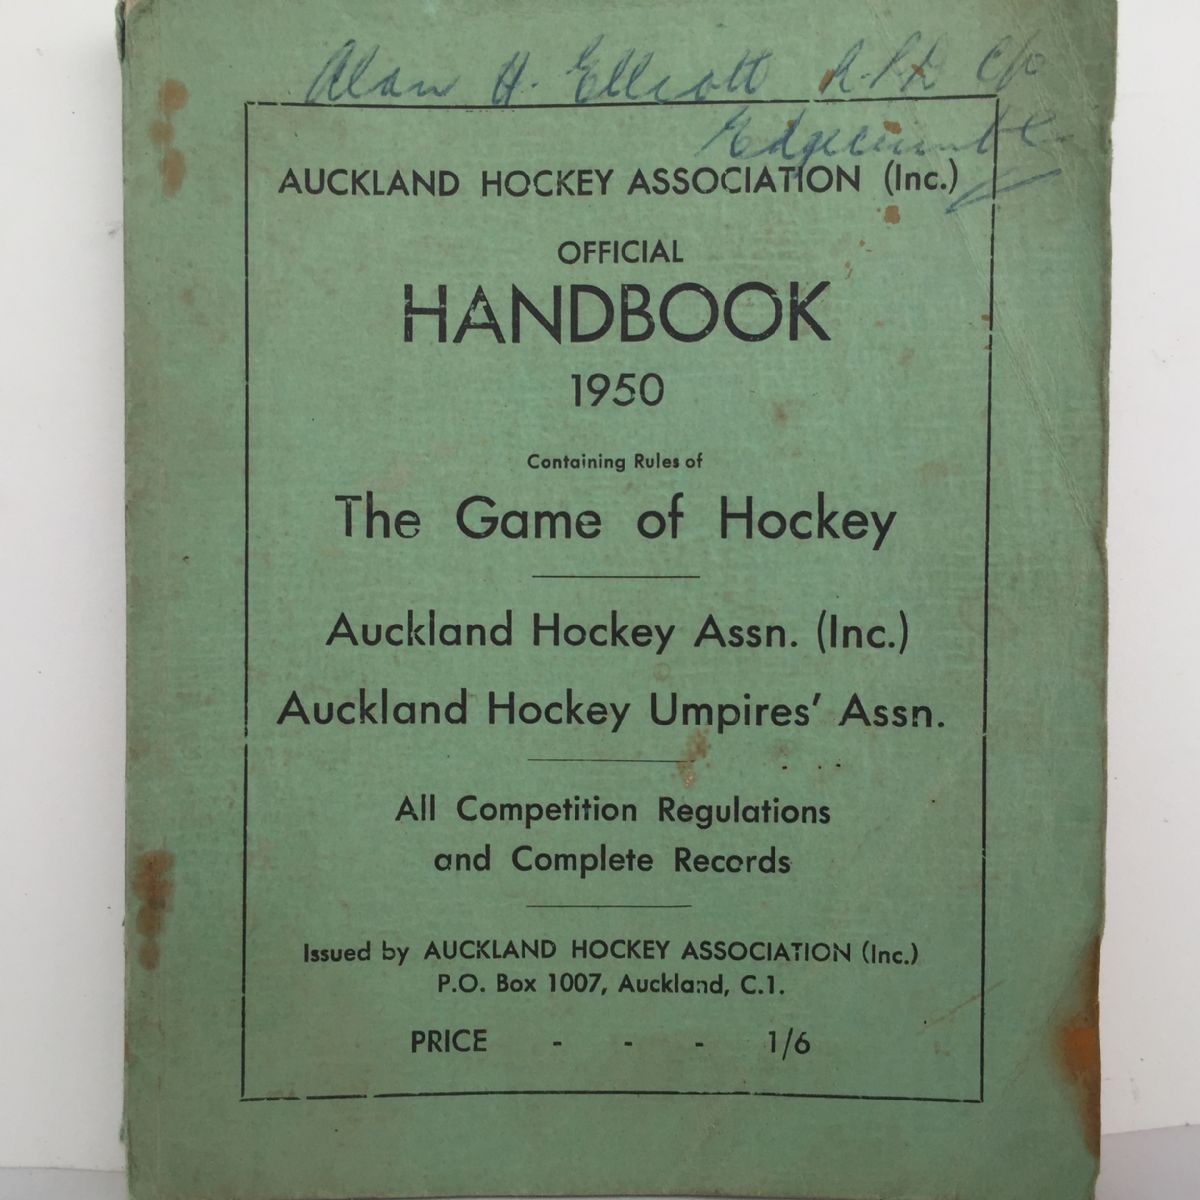 Alan H. Elliott R.P.D C/o
Edgecumbe
AUCKLAND HOCKEY ASSOCIATION (Inc.)
OFFICIAL
HANDBOOK
1950
Containing Rules of
The Game of Hockey
Auckland Hockey Assn. (Inc.)
Auckland Hockey Umpires' Assn.
All Competition Regulations
and Complete Records
Issued by AUCKLAND HOCKEY ASSOCIATION (Inc.)
P.O. Box 1007, Auckland, C.1.
PRICE - - - 1/6